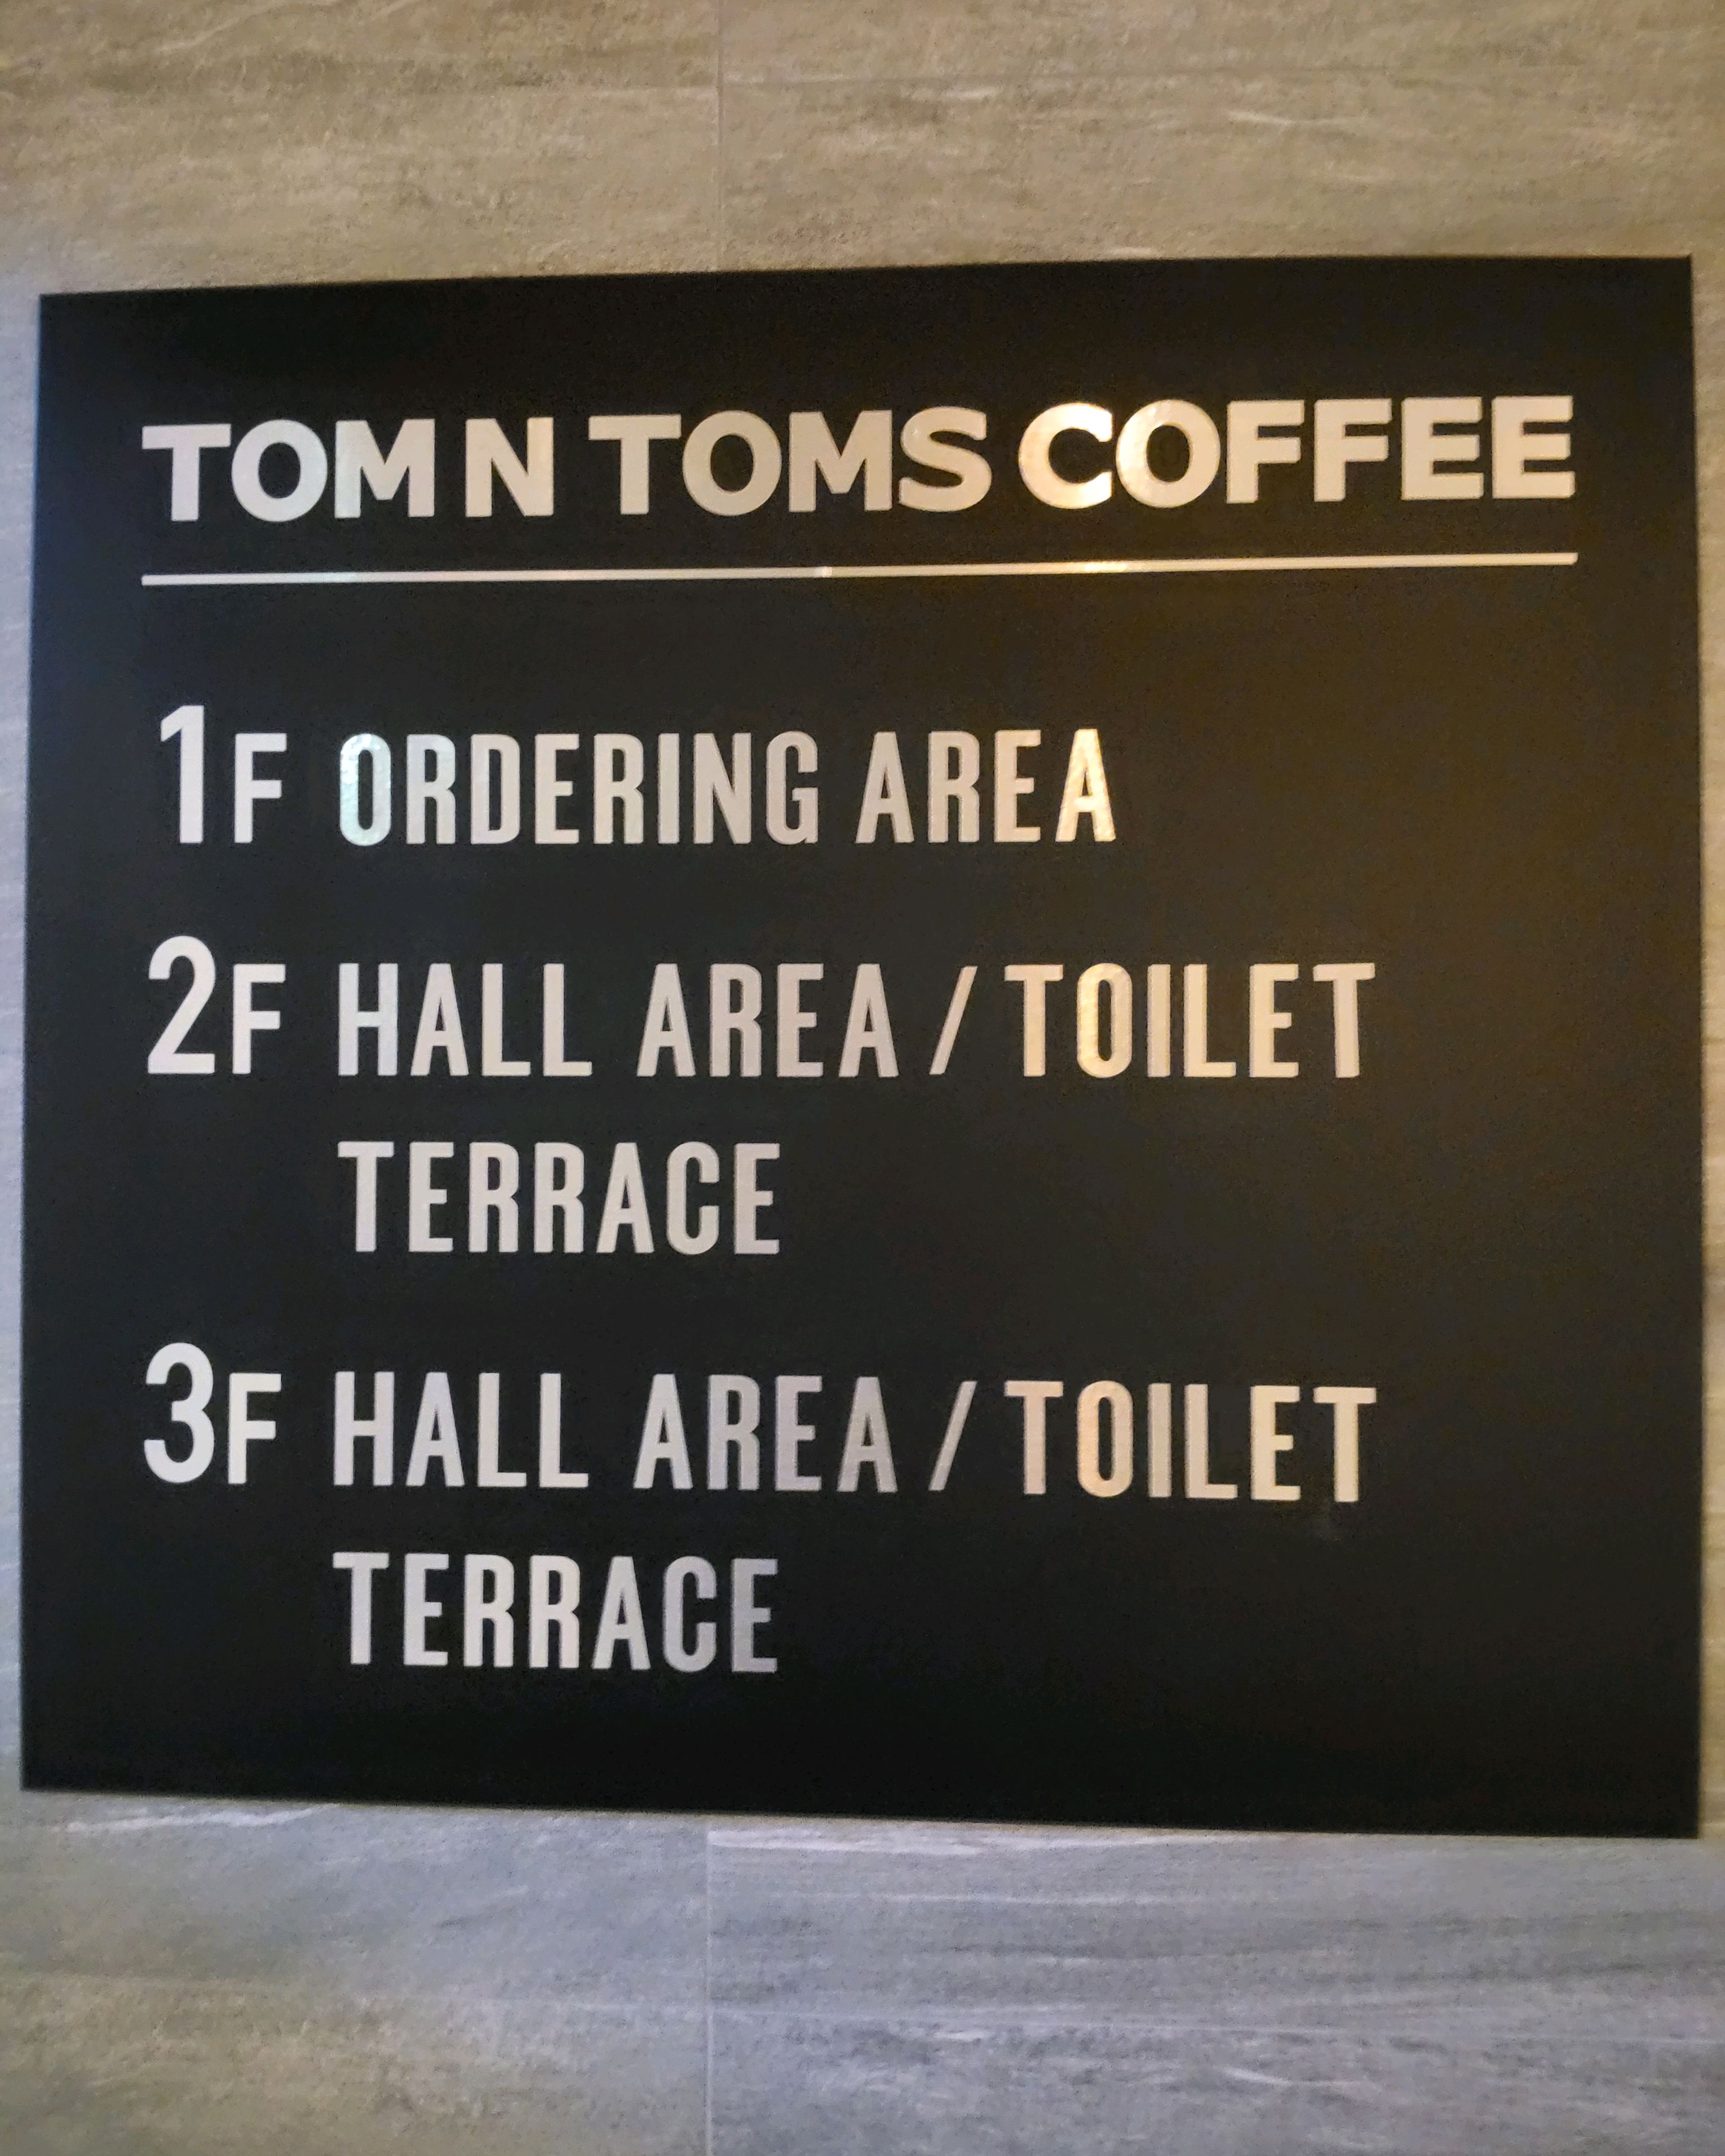 TOM N TOMS COFFEE
1F ORDERING AREA
2F HALL AREA / TOILET
TERRACE
3F HALL AREA / TOILET
TERRACE